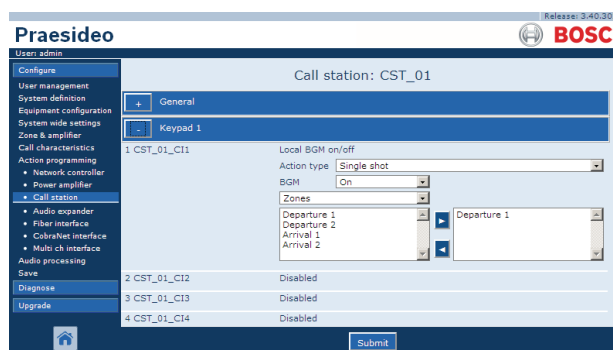 Release: 3.40.30
Praesideo
BOSC
User: admin
Configure
User management
System definition
Equipment configuration
System wide settings
Zone & amplifier
Call characteristics
Action programming
• Network controller
• Power amplifier
• Call station
• Audio expander
• Fiber interface
• CobraNet interface
• Multi ch interface
Audio processing
Save
Diagnose
Upgrade
Call station: CST_01
+ General
- Keypad 1
1 CST_01_CI1 Local BGM on/off
Action type Single shot
BGM On
Zones
Departure 1
Departure 2
Arrival 1
Arrival 2
Departure 1
2 CST_01_CI2 Disabled
3 CST_01_CI3 Disabled
4 CST_01_CI4 Disabled
Submit